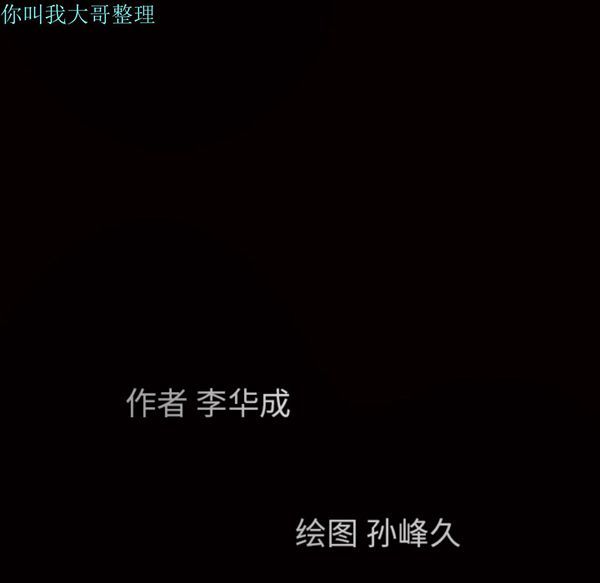 你叫我大哥整理
作者 李华成
绘图 孙峰久